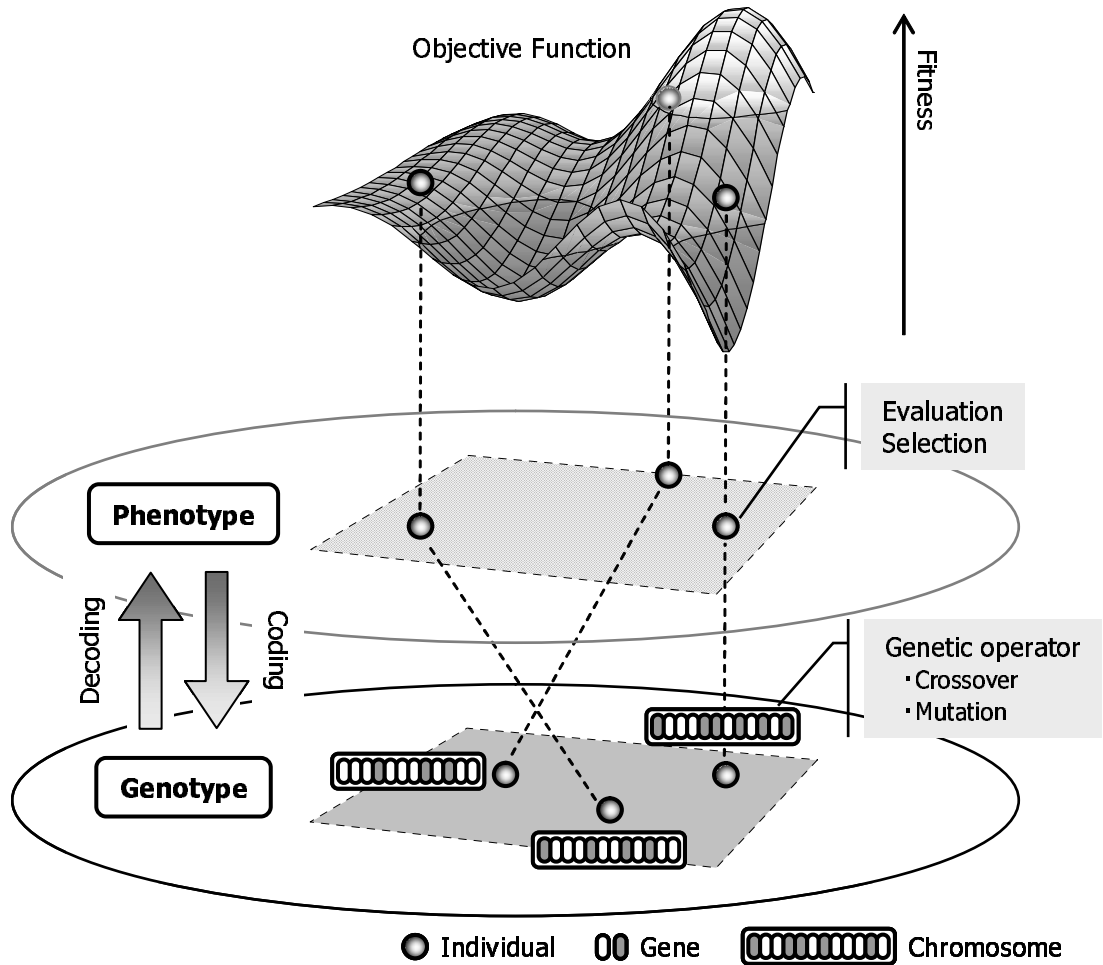 Objective Function
Fitness
Evaluation
Selection
Phenotype
Decoding
Coding
Genetic operator
・Crossover
・Mutation
Genotype
Individual
Gene
Chromosome